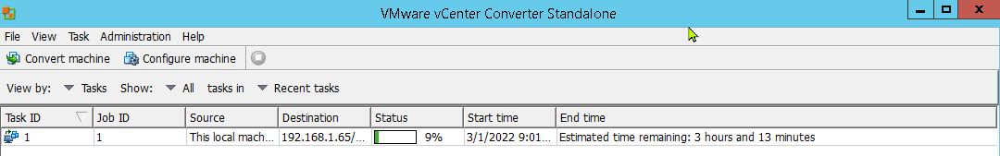 VMware vCenter Converter Standalone
File View Task Administration Help
Convert machine Configure machine
View by: Tasks Show: All tasks in Recent tasks
Task ID Job ID Source Destination Status Start time End time
1 1 This local mach... 192.168.1.65/... 9% 3/1/2022 9:01... Estimated time remaining: 3 hours and 13 minutes